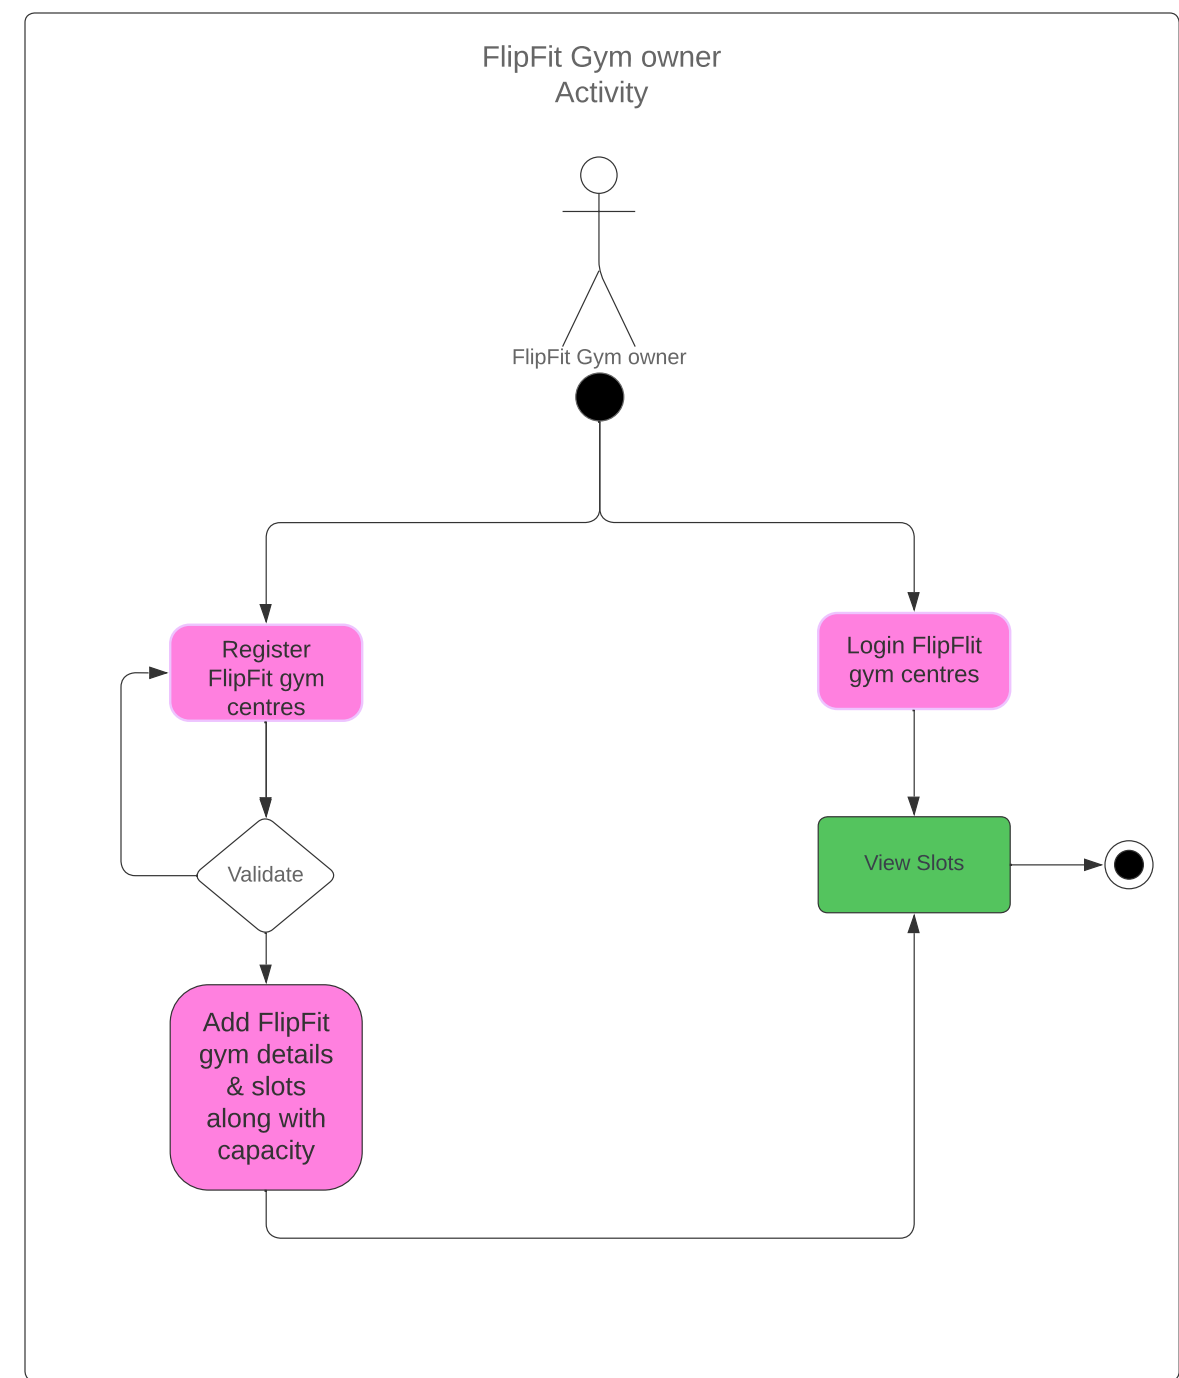 FlipFit Gym owner
Activity
FlipFit Gym owner
Register
FlipFit gym
centres
Login FlipFlit
gym centres
Validate
View Slots
Add FlipFit
gym details
& slots
along with
capacity